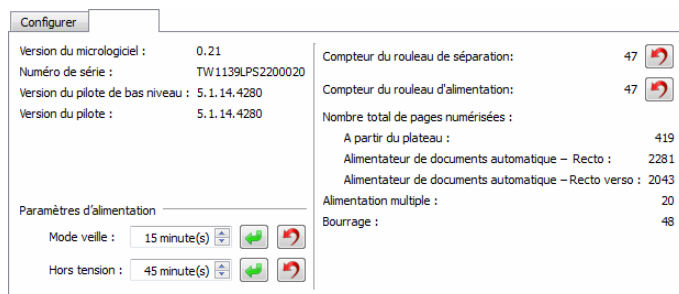 Configurer
Version du micrologiciel : 0.21
Numéro de série : TW1139LPS2200020
Version du pilote de bas niveau : 5.1.14.4280
Version du pilote : 5.1.14.4280
Paramètres d'alimentation
Mode veille : 15 minute(s)
Hors tension : 45 minute(s)
Compteur du rouleau de séparation: 47
Compteur du rouleau d'alimentation: 47
Nombre total de pages numérisées :
A partir du plateau : 419
Alimentateur de documents automatique – Recto : 2281
Alimentateur de documents automatique – Recto verso : 2043
Alimentation multiple : 20
Bourrage : 48